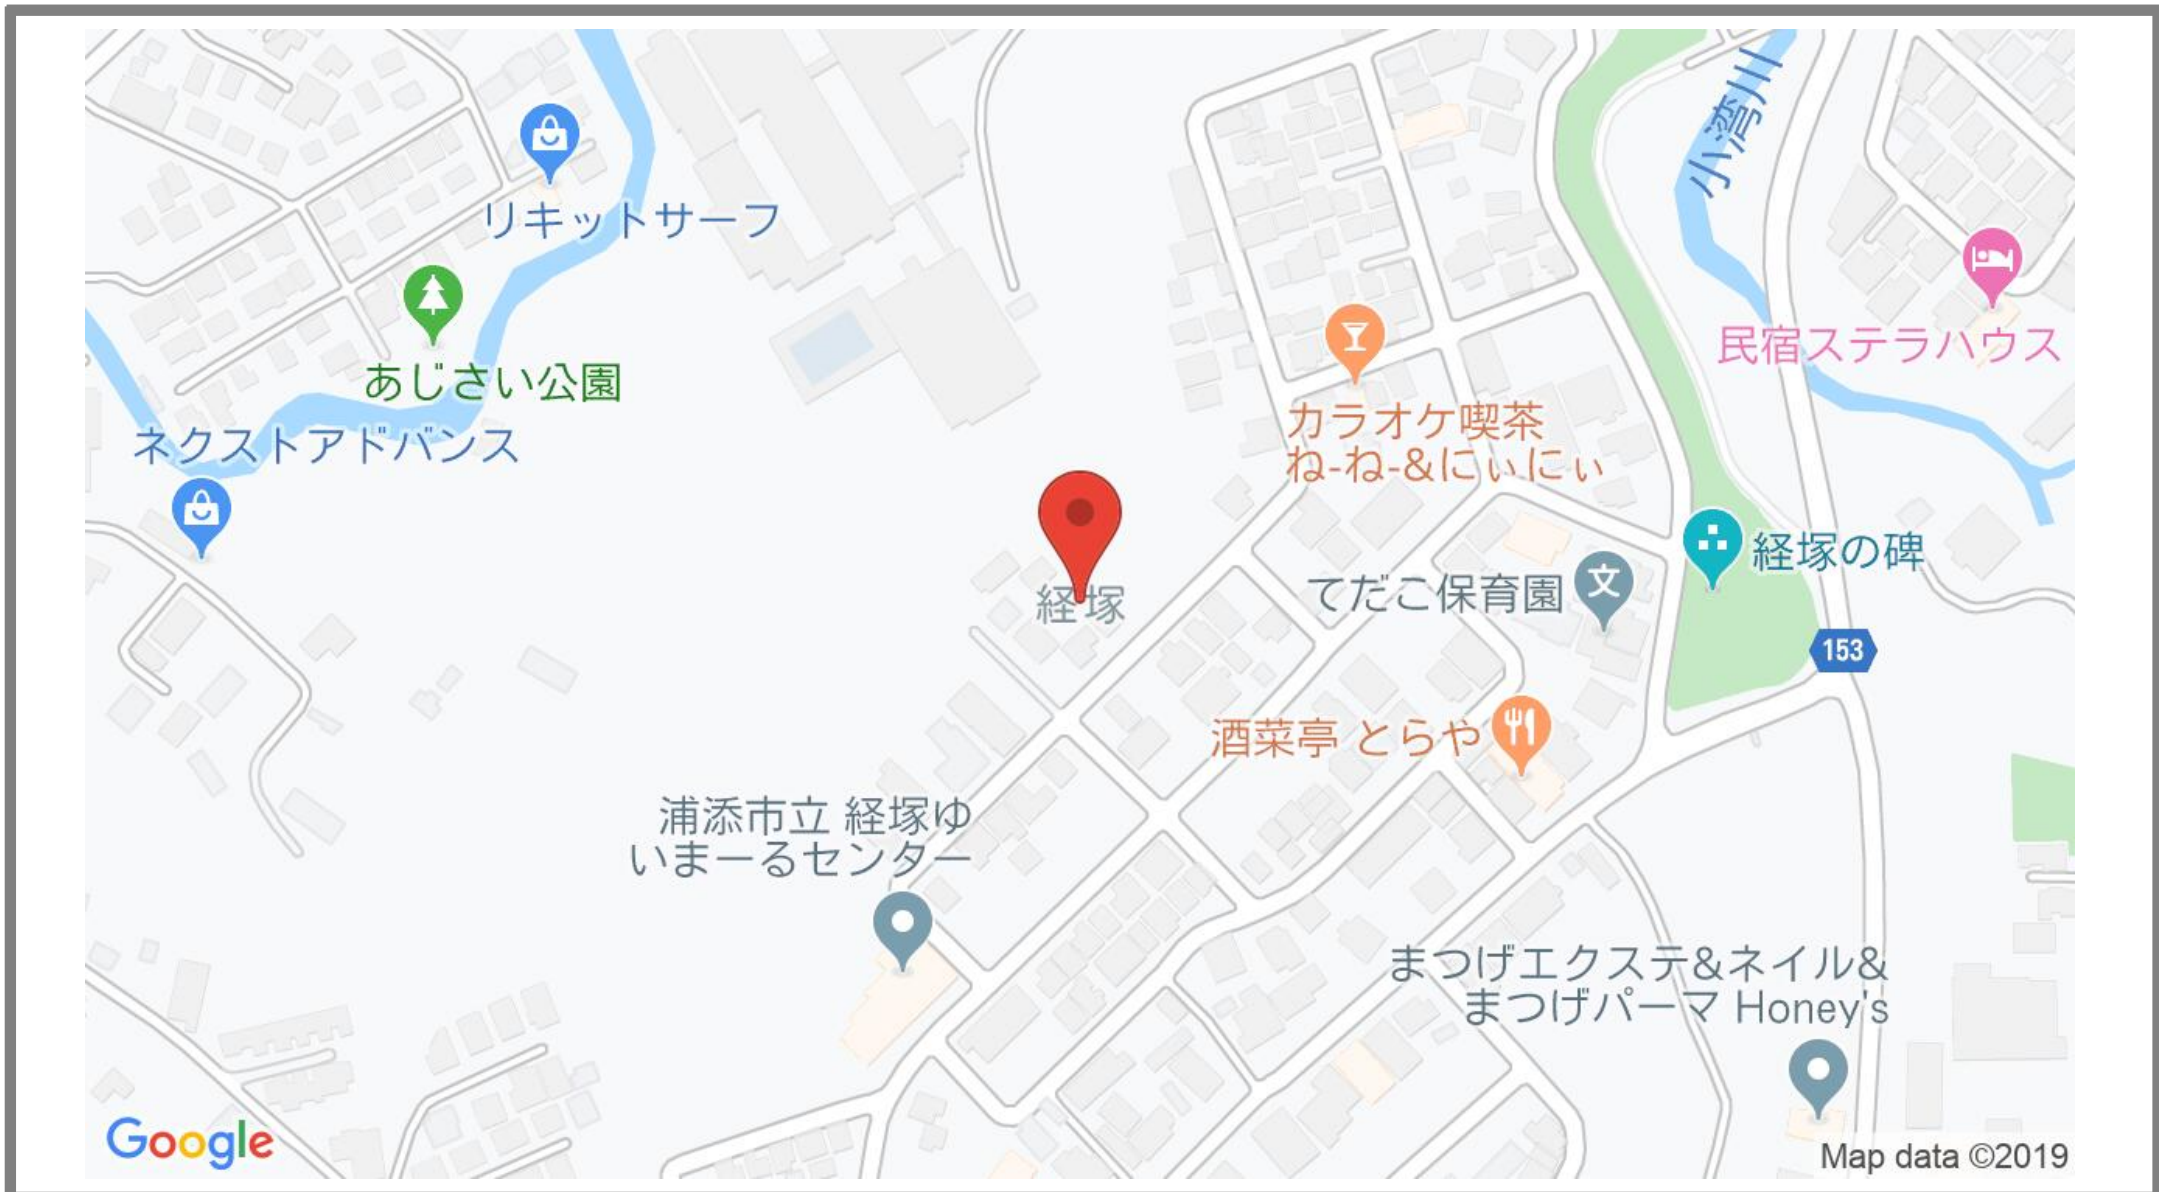 小湾川
リキットサーフ
民宿ステラハウス
あじさい公園
カラオケ喫茶
ね-ね-&にぃにぃ
ネクストアドバンス
経塚の碑
経塚
てだこ保育園
文
153
酒菜亭 とらや
浦添市立 経塚ゆ
いまーるセンター
まつげエクステ&ネイル&
まつげパーマ Honey's
Google
Map data ©2019